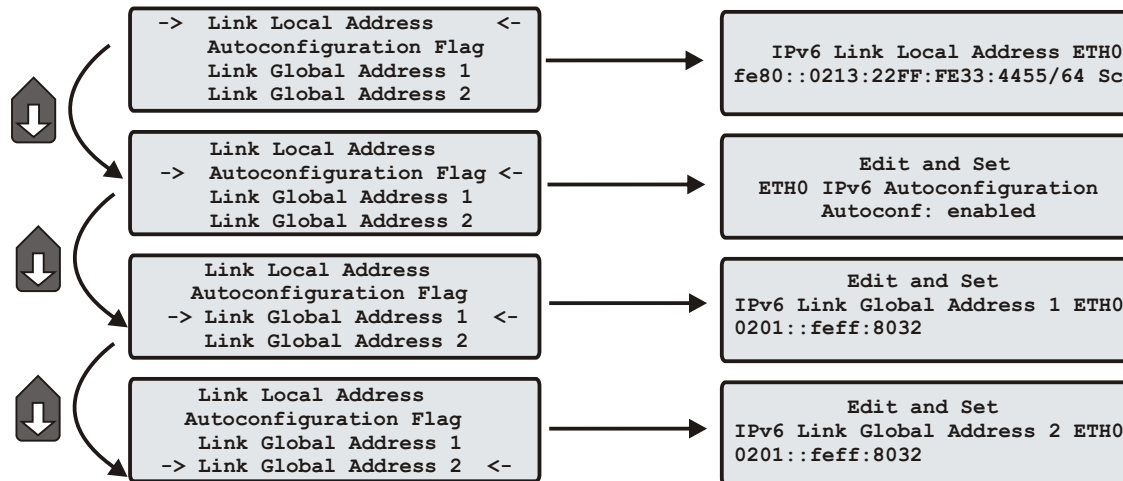 -> Link Local Address <-
Autoconfiguration Flag
Link Global Address 1
Link Global Address 2
IPv6 Link Local Address ETH0
fe80::0213:22FF:FE33:4455/64 Sc
Link Local Address
-> Autoconfiguration Flag <-
Link Global Address 1
Link Global Address 2
Edit and Set
ETH0 IPv6 Autoconfiguration
Autoconf: enabled
Link Local Address
Autoconfiguration Flag
-> Link Global Address 1 <-
Link Global Address 2
Edit and Set
IPv6 Link Global Address 1 ETH0
0201::feff:8032
Link Local Address
Autoconfiguration Flag
Link Global Address 1
-> Link Global Address 2 <-
Edit and Set
IPv6 Link Global Address 2 ETH0
0201::feff:8032